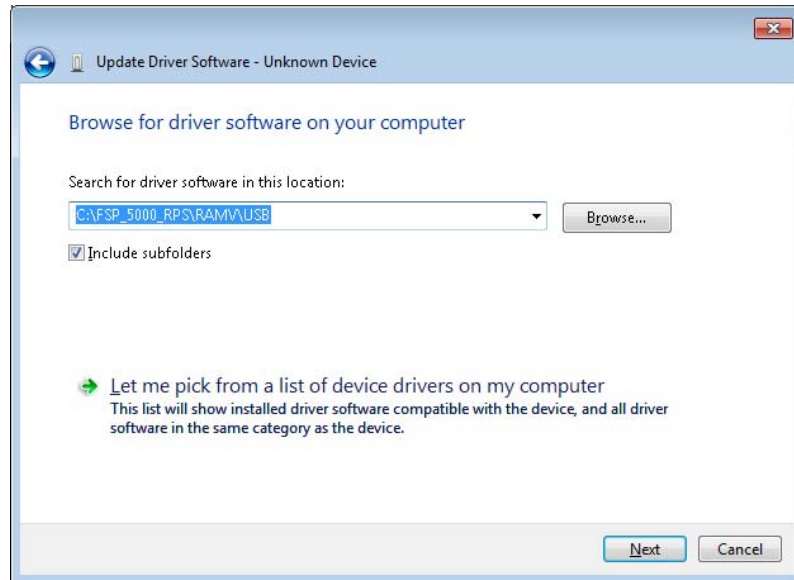 Update Driver Software - Unknown Device
Browse for driver software on your computer
Search for driver software in this location:
C:\FSP_5000_RPS\RAMV\USB
Browse...
Include subfolders
Let me pick from a list of device drivers on my computer
This list will show installed driver software compatible with the device, and all driver
software in the same category as the device.
Next
Cancel